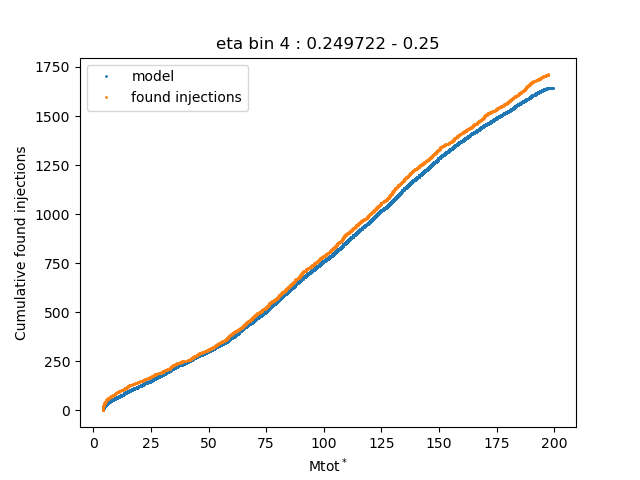 eta bin 4 : 0.249722 - 0.25
model
found injections
Cumulative found injections
1750
1500
1250
1000
750
500
250
0
0 25 50 75 100 125 150 175 200
Mtot*